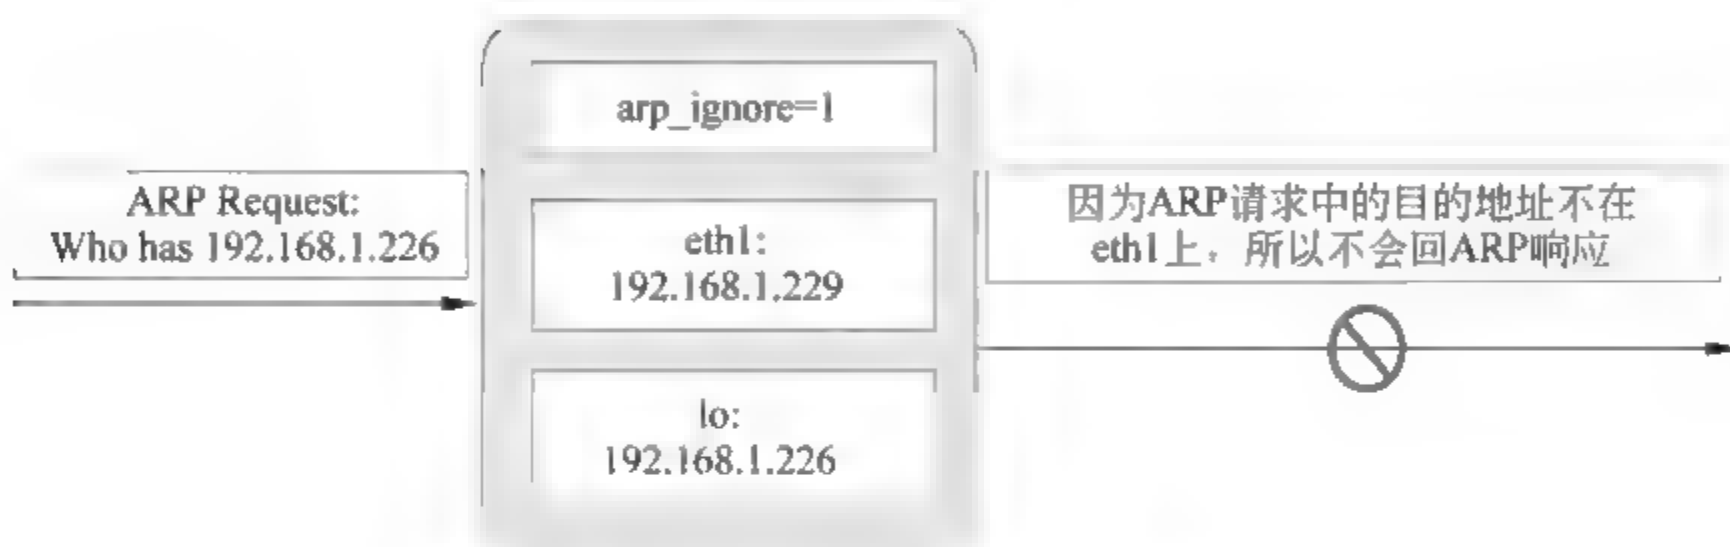 arp_ignore=1
ARP Request:
Who has 192.168.1.226
eth1:
192.168.1.229
lo:
192.168.1.226
因为ARP请求中的目的地址不在
eth1上，所以不会回ARP响应